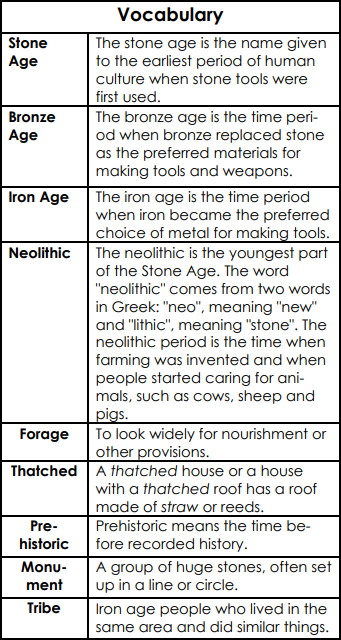 Vocabulary
Stone
Age
The stone age is the name given
to the earliest period of human
culture when stone tools were
first used.
Bronze
Age
The bronze age is the time peri-
od when bronze replaced stone
as the preferred materials for
making tools and weapons.
Iron Age
The iron age is the time period
when iron became the preferred
choice of metal for making tools.
Neolithic
The neolithic is the youngest part
of the Stone Age. The word
"neolithic" comes from two words
in Greek: "neo", meaning "new"
and "lithic", meaning "stone". The
neolithic period is the time when
farming was invented and when
people started caring for ani-
mals, such as cows, sheep and
pigs.
Forage
To look widely for nourishment or
other provisions.
Thatched
A thatched house or a house
with a thatched roof has a roof
made of straw or reeds.
Pre-
historic
Prehistoric means the time be-
fore recorded history.
Monu-
ment
A group of huge stones, often set
up in a line or circle.
Tribe
Iron age people who lived in the
same area and did similar things.